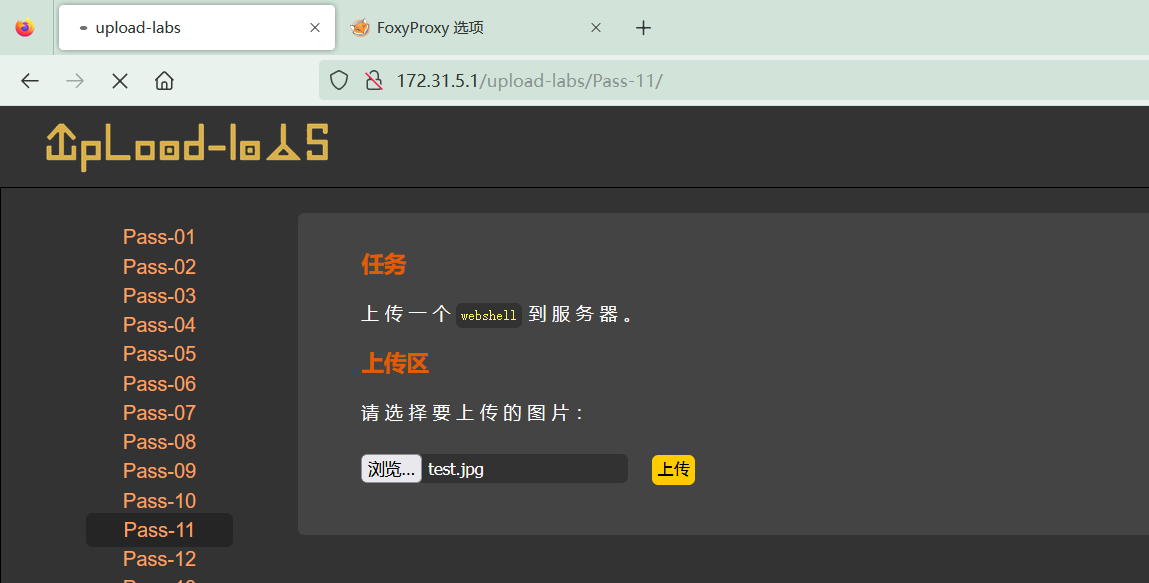 upload-labs
FoxyProxy 选项
172.31.5.1/upload-labs/Pass-11/
UpLoad-labs
Pass-01
Pass-02
Pass-03
Pass-04
Pass-05
Pass-06
Pass-07
Pass-08
Pass-09
Pass-10
Pass-11
Pass-12
任务
上传一个 webshell 到服务器。
上传区
请选择要上传的图片：
浏览... test.jpg 上传